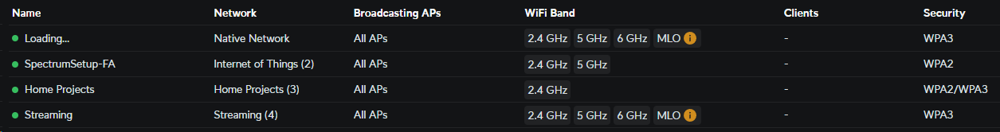 Name Network Broadcasting APs WiFi Band Clients Security
Loading... Native Network All APs 2.4 GHz 5 GHz 6 GHz MLO i - WPA3
SpectrumSetup-FA Internet of Things (2) All APs 2.4 GHz 5 GHz - WPA2
Home Projects Home Projects (3) All APs 2.4 GHz - WPA2/WPA3
Streaming Streaming (4) All APs 2.4 GHz 5 GHz 6 GHz MLO i - WPA3